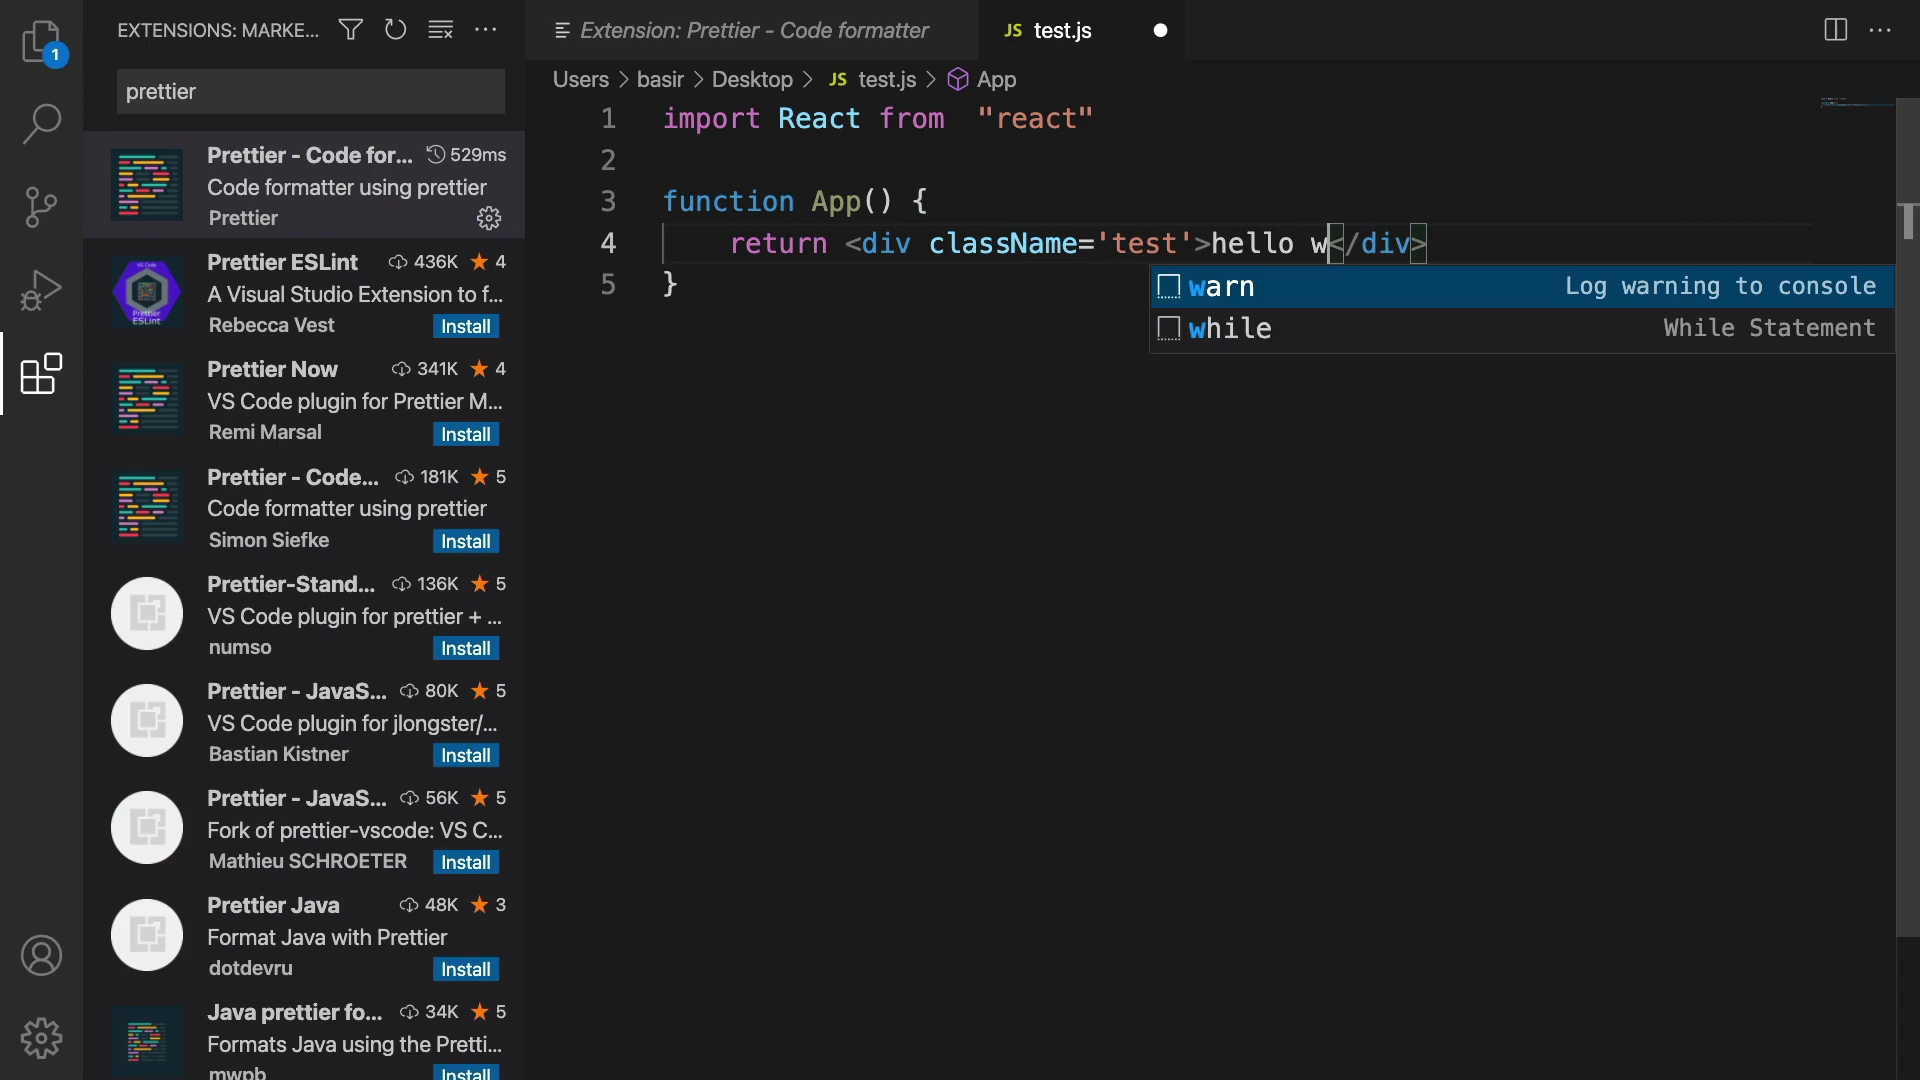 1
EXTENSIONS: MARKE...
prettier
Prettier - Code for... 529ms
Code formatter using prettier
Prettier
Prettier ESLint 436K 4
A Visual Studio Extension to f...
Rebecca Vest Install
Prettier Now 341K 4
VS Code plugin for Prettier M...
Remi Marsal Install
Prettier - Code... 181K 5
Code formatter using prettier
Simon Siefke Install
Prettier-Stand... 136K 5
VS Code plugin for prettier + ...
numso Install
Prettier - JavaS... 80K 5
VS Code plugin for jlongster/...
Bastian Kistner Install
Prettier - JavaS... 56K 5
Fork of prettier-vscode: VS C...
Mathieu SCHROETER Install
Prettier Java 48K 3
Format Java with Prettier
dotdevru Install
Java prettier fo... 34K 5
Formats Java using the Pretti...
mwpb Install
Extension: Prettier - Code formatter
JS test.js
Users > basir > Desktop > JS test.js > App
1 import React from  "react"
2
3 function App() {
4     return <div className='test'>hello w</div>
5 }
warn Log warning to console
while While Statement